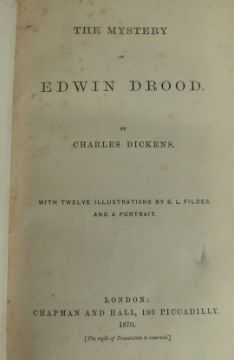 THE MYSTERY
OF
EDWIN DROOD.
BY
CHARLES DICKENS.
WITH TWELVE ILLUSTRATIONS BY S. L. FILDES,
AND A PORTRAIT.
LONDON:
CHAPMAN AND HALL, 193 PICCADILLY.
1870.
[The right of Translation is reserved.]